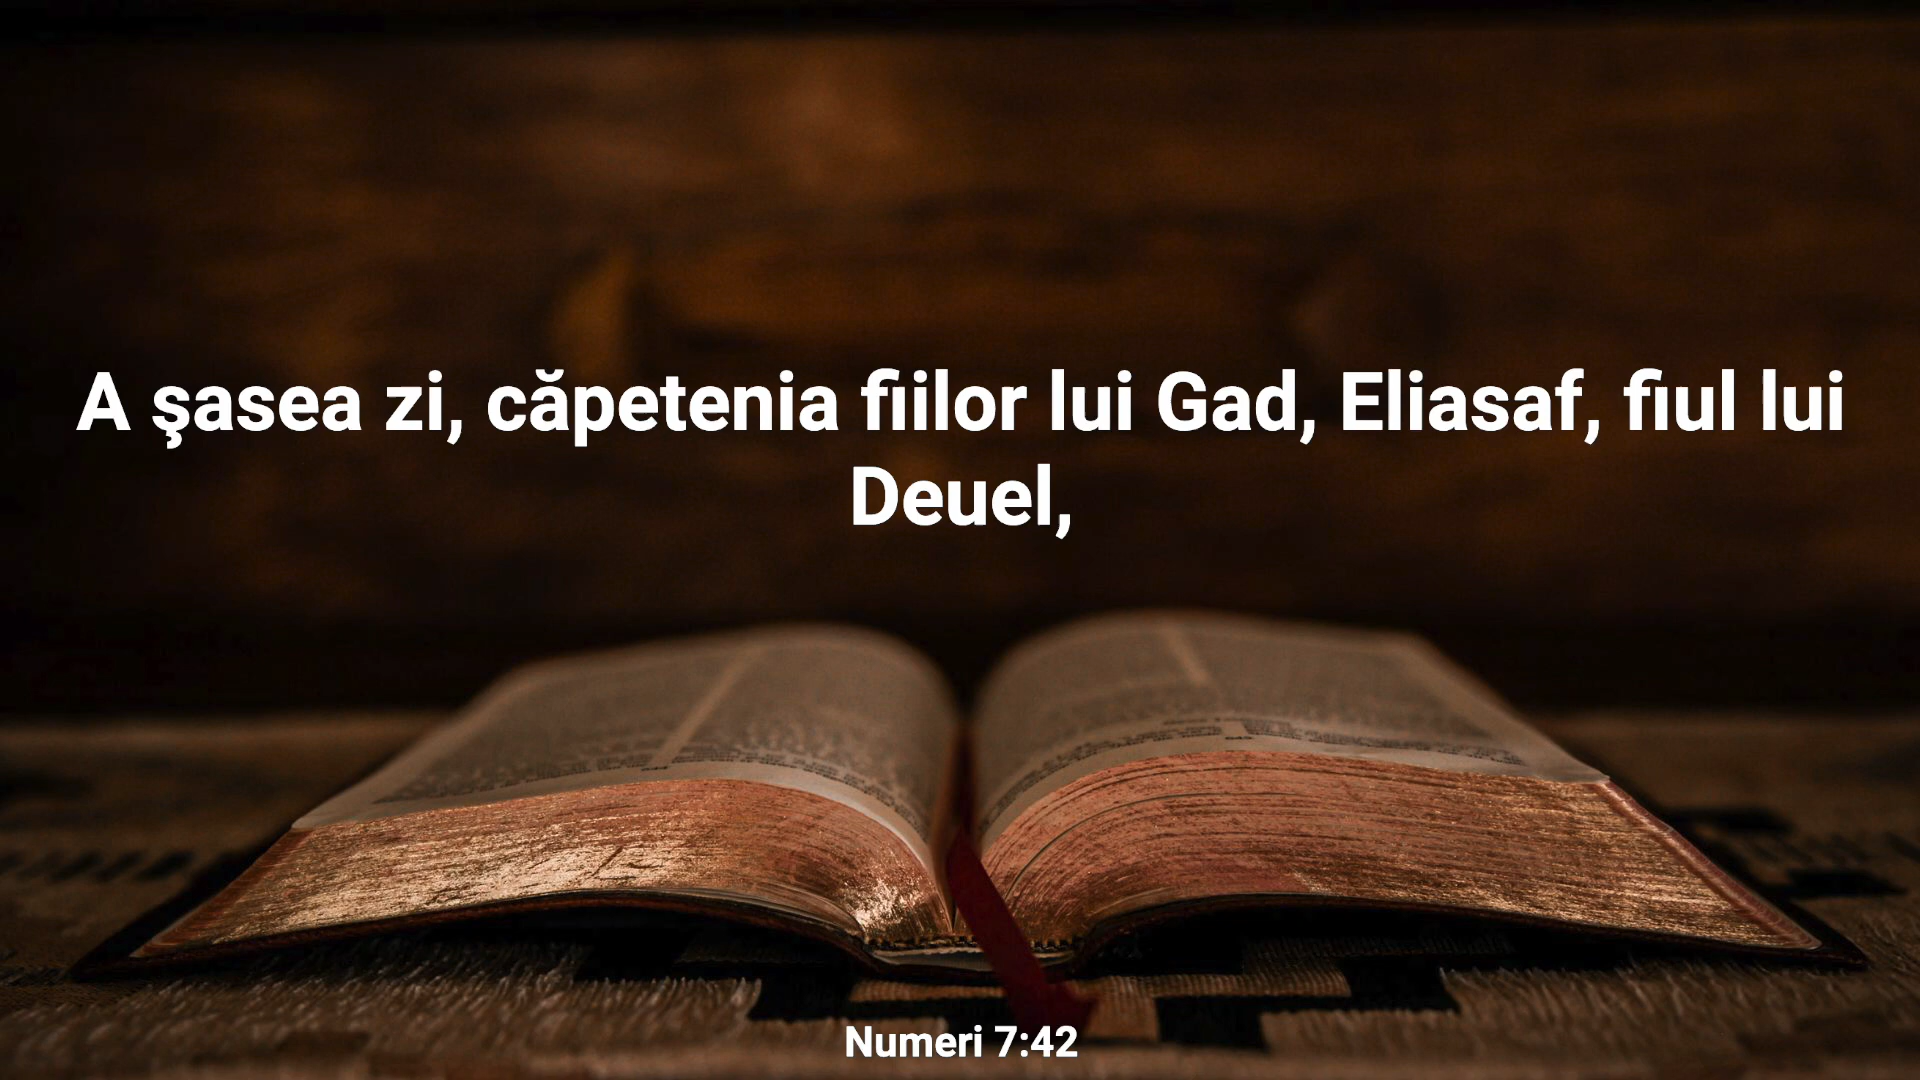 A şasea zi, căpetenia fiilor lui Gad, Eliasaf, fiul lui
Deuel,
Numeri 7:42